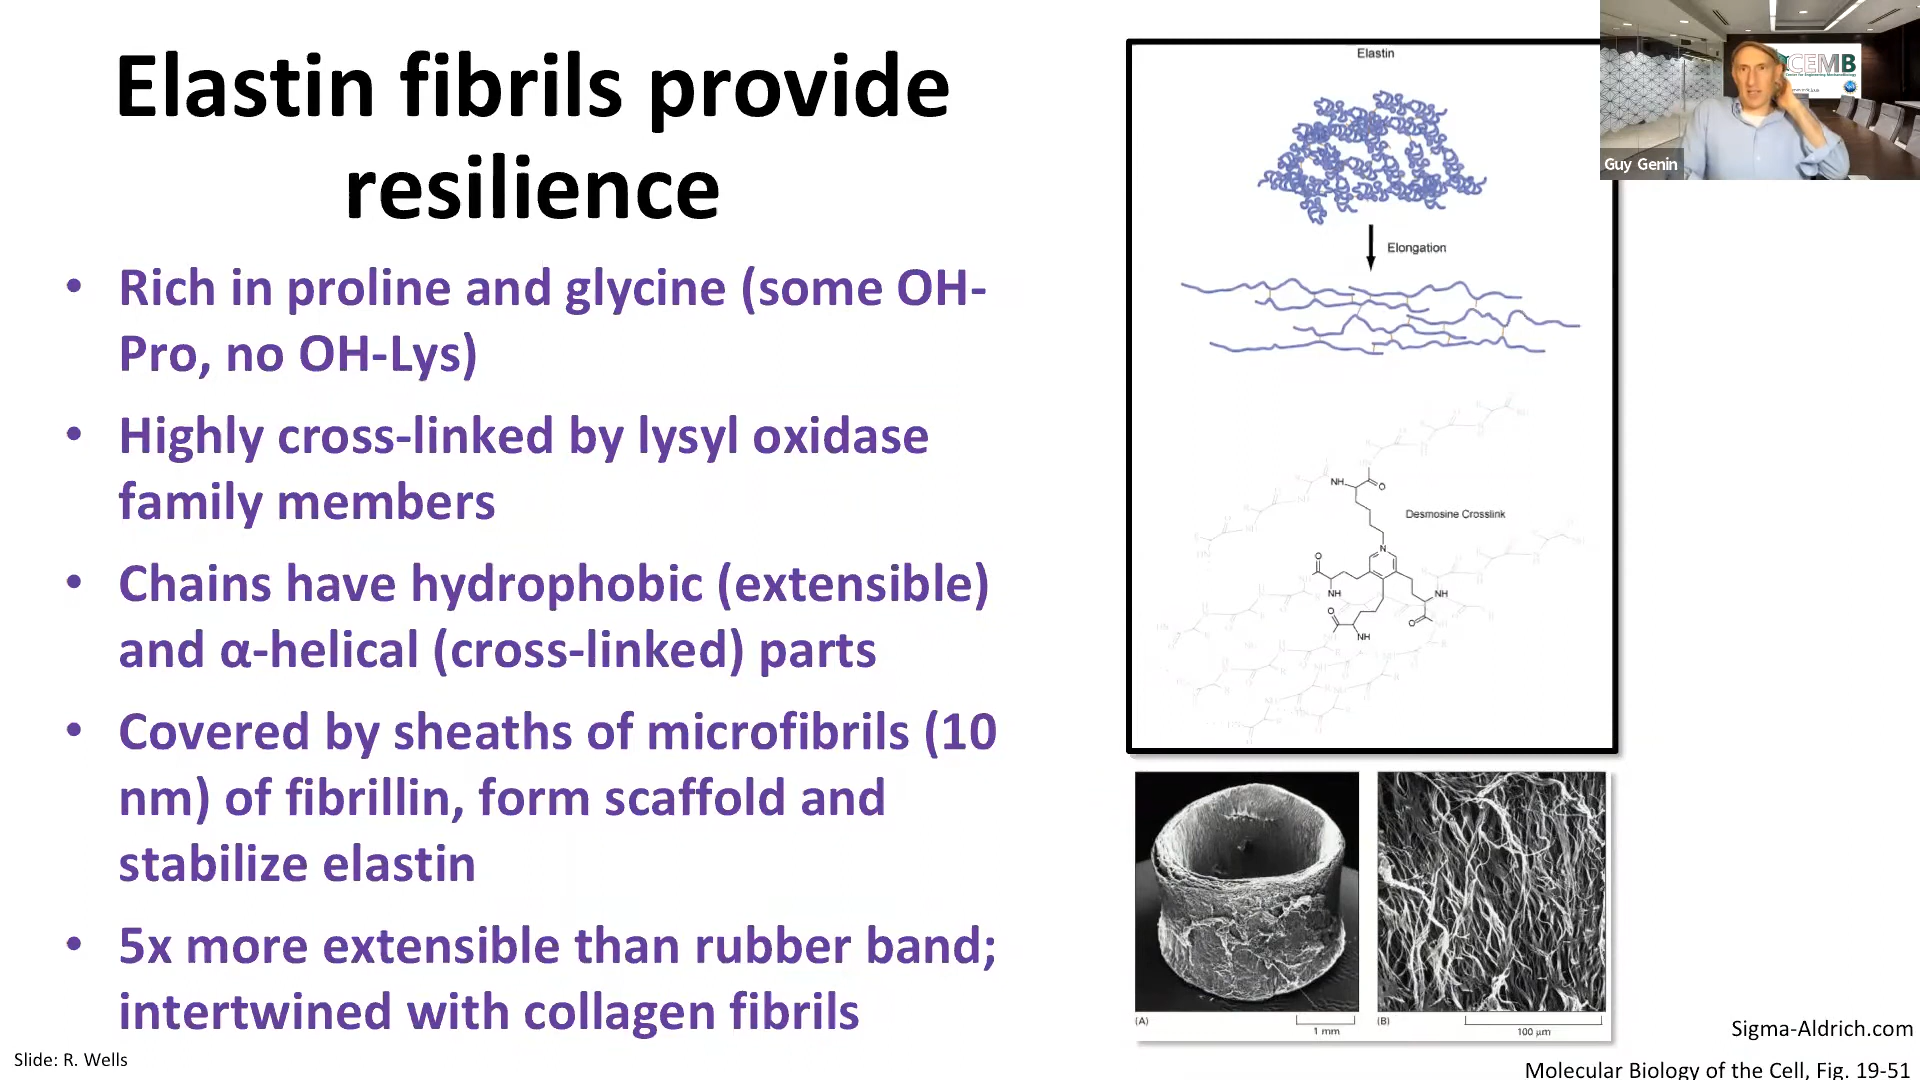 Elastin fibrils provide
resilience
• Rich in proline and glycine (some OH-
Pro, no OH-Lys)
• Highly cross-linked by lysyl oxidase
family members
• Chains have hydrophobic (extensible)
and α-helical (cross-linked) parts
• Covered by sheaths of microfibrils (10
nm) of fibrillin, form scaffold and
stabilize elastin
• 5x more extensible than rubber band;
intertwined with collagen fibrils
Slide: R. Wells
Elastin
Elongation
Desmosine Crosslink
NH
O
N
O
NH
NH
O
O
NH
(A)
1 mm
(B)
100 µm
CEMB
Guy Genin
Sigma-Aldrich.com
Molecular Biology of the Cell, Fig. 19-51